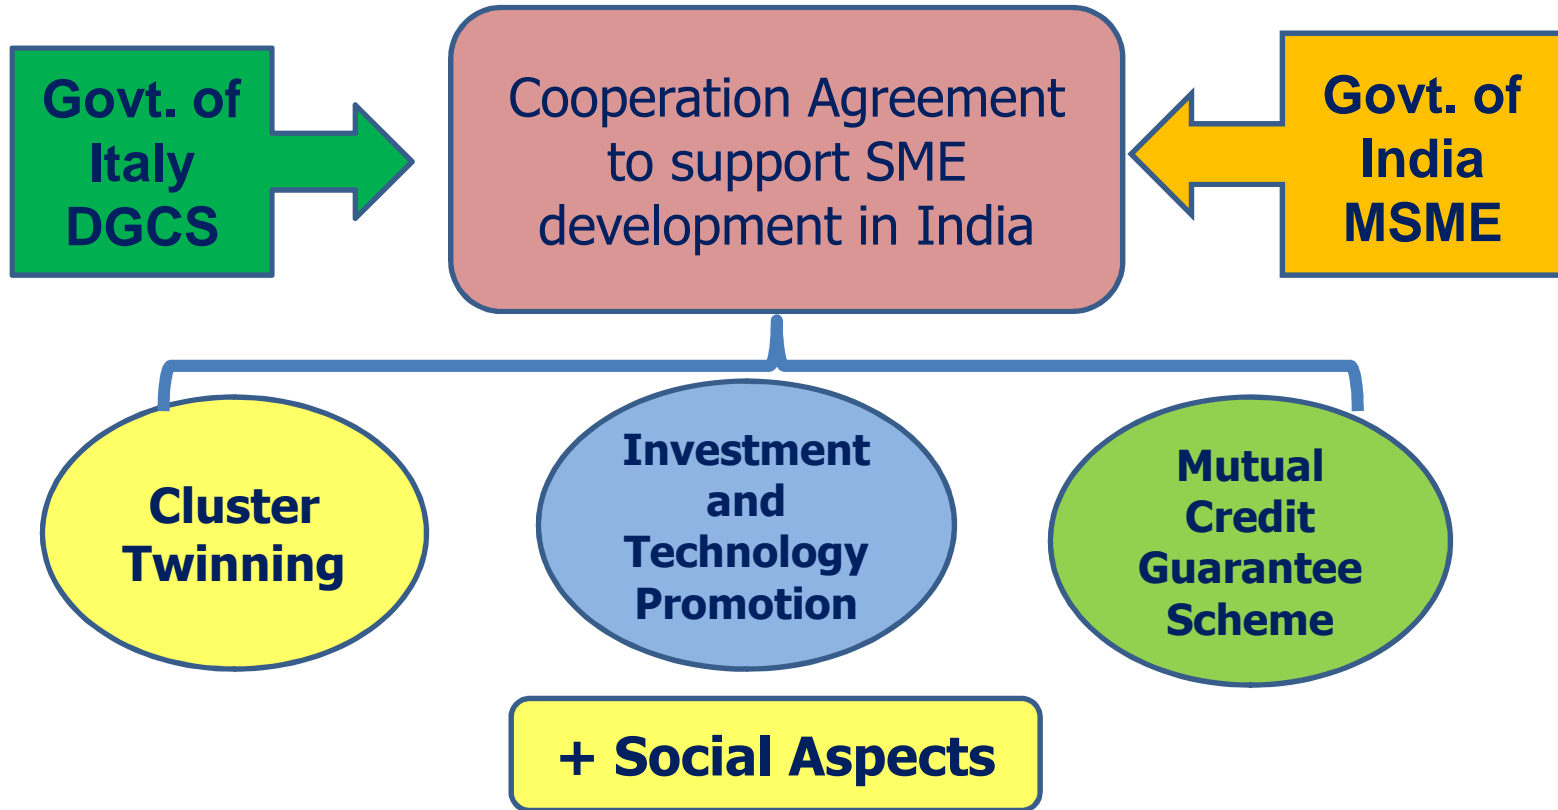 Govt. of
Italy
DGCS
Cooperation Agreement
to support SME
development in India
Govt. of
India
MSME
Cluster
Twinning
Investment
and
Technology
Promotion
Mutual
Credit
Guarantee
Scheme
+ Social Aspects